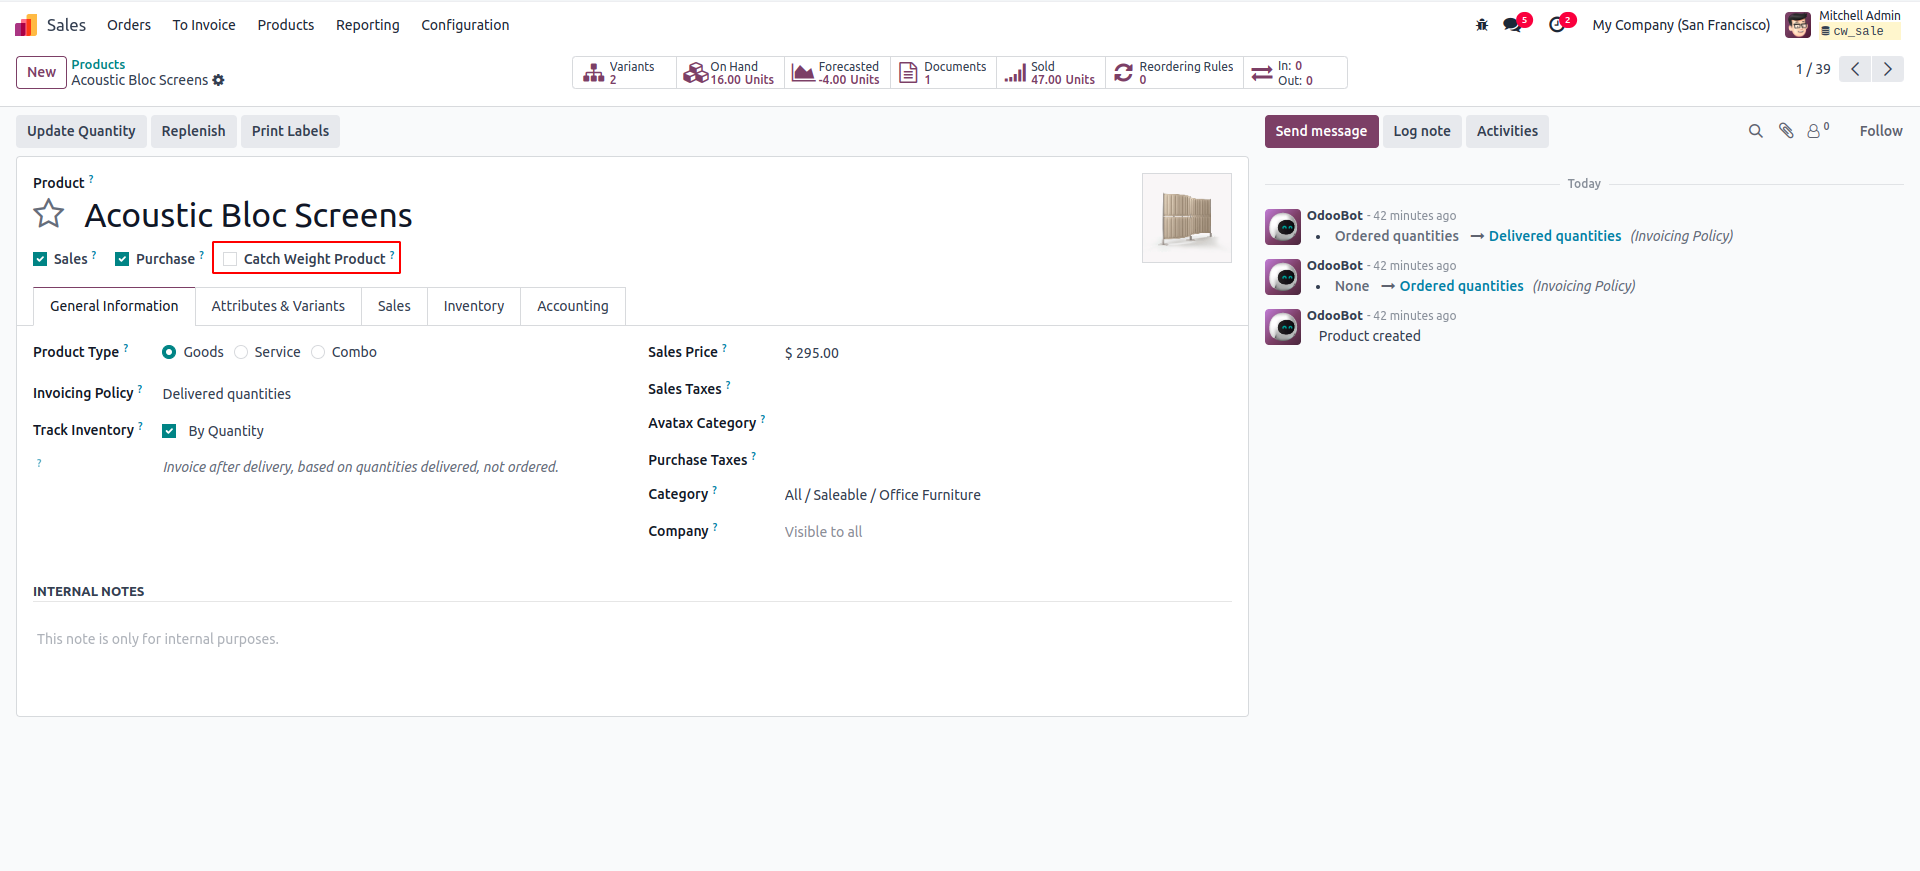 Sales Orders To Invoice Products Reporting Configuration 5 2 My Company (San Francisco) Mitchell Admin
cw_sale
New Products
Acoustic Bloc Screens
Variants
2
On Hand
16.00 Units
Forecasted
-4.00 Units
Documents
1
Sold
47.00 Units
Reordering Rules
0
In: 0
Out: 0
1 / 39
Update Quantity Replenish Print Labels
Product ?
Acoustic Bloc Screens
Sales ? Purchase ? Catch Weight Product ?
General Information Attributes & Variants Sales Inventory Accounting
Product Type ? Goods Service Combo
Invoicing Policy ? Delivered quantities
Track Inventory ? By Quantity
? Invoice after delivery, based on quantities delivered, not ordered.
Sales Price ? $ 295.00
Sales Taxes ?
Avatax Category ?
Purchase Taxes ?
Category ? All / Saleable / Office Furniture
Company ? Visible to all
INTERNAL NOTES
This note is only for internal purposes.
Send message Log note Activities 0 Follow
Today
OdooBot - 42 minutes ago
• Ordered quantities → Delivered quantities (Invoicing Policy)
OdooBot - 42 minutes ago
• None → Ordered quantities (Invoicing Policy)
OdooBot - 42 minutes ago
Product created